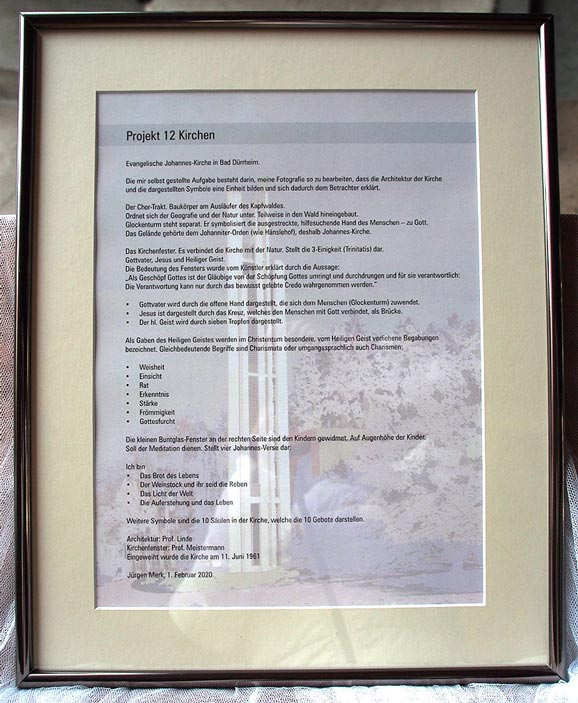 Projekt 12 Kirchen
Evangelische Johannes-Kirche in Bad Dürrheim.
Die mir selbst gestellte Aufgabe besteht darin, meine Fotografie so zu bearbeiten, dass die Architektur der Kirche
und die dargestellten Symbole eine Einheit bilden und sich dadurch dem Betrachter erklärt.
Der Chor-Trakt. Baukörper am Ausläufer des Kapfwaldes.
Ordnet sich der Geografie und der Natur unter. Teilweise in den Wald hineingebaut.
Glockenturm steht separat. Er symbolisiert die ausgestreckte, hilfesuchende Hand des Menschen – zu Gott.
Das Gelände gehörte dem Johanniter-Orden (wie Hänslehof), deshalb Johannes-Kirche.
Das Kirchenfester. Es verbindet die Kirche mit der Natur. Stellt die 3-Einigkeit (Trinitatis) dar.
Gottvater, Jesus und Heiliger Geist.
Die Bedeutung des Fensters wurde vom Künstler erklärt durch die Aussage:
„Als Geschöpf Gottes ist der Gläubige von der Schöpfung Gottes umringt und durchdrungen und für sie verantwortlich:
Die Verantwortung kann nur durch das bewusst gelebte Credo wahrgenommen werden.“
• Gottvater wird durch die offene Hand dargestellt, die sich dem Menschen (Glockenturm) zuwendet.
• Jesus ist dargestellt durch das Kreuz, welches den Menschen mit Gott verbindet, als Brücke.
• Der hl. Geist wird durch sieben Tropfen dargestellt.
Als Gaben des Heiligen Geistes werden im Christentum besondere, vom Heiligen Geist verliehene Begabungen
bezeichnet. Gleichbedeutende Begriffe sind Charismata oder umgangssprachlich auch Charismen:
• Weisheit
• Einsicht
• Rat
• Erkenntnis
• Stärke
• Frömmigkeit
• Gottesfurcht
Die kleinen Buntglas-Fenster an der rechten Seite sind den Kindern gewidmet. Auf Augenhöhe der Kinder.
Soll der Meditation dienen. Stellt vier Johannes-Verse dar:
Ich bin
• Das Brot des Lebens
• Der Weinstock und ihr seid die Reben
• Das Licht der Welt
• Die Auferstehung und das Leben
Weitere Symbole sind die 10 Säulen in der Kirche, welche die 10 Gebote darstellen.
Architektur: Prof. Linde
Kirchenfenster: Prof. Meistermann
Eingeweiht wurde die Kirche am 11. Juni 1961
Jürgen Merk, 1. Februar 2020